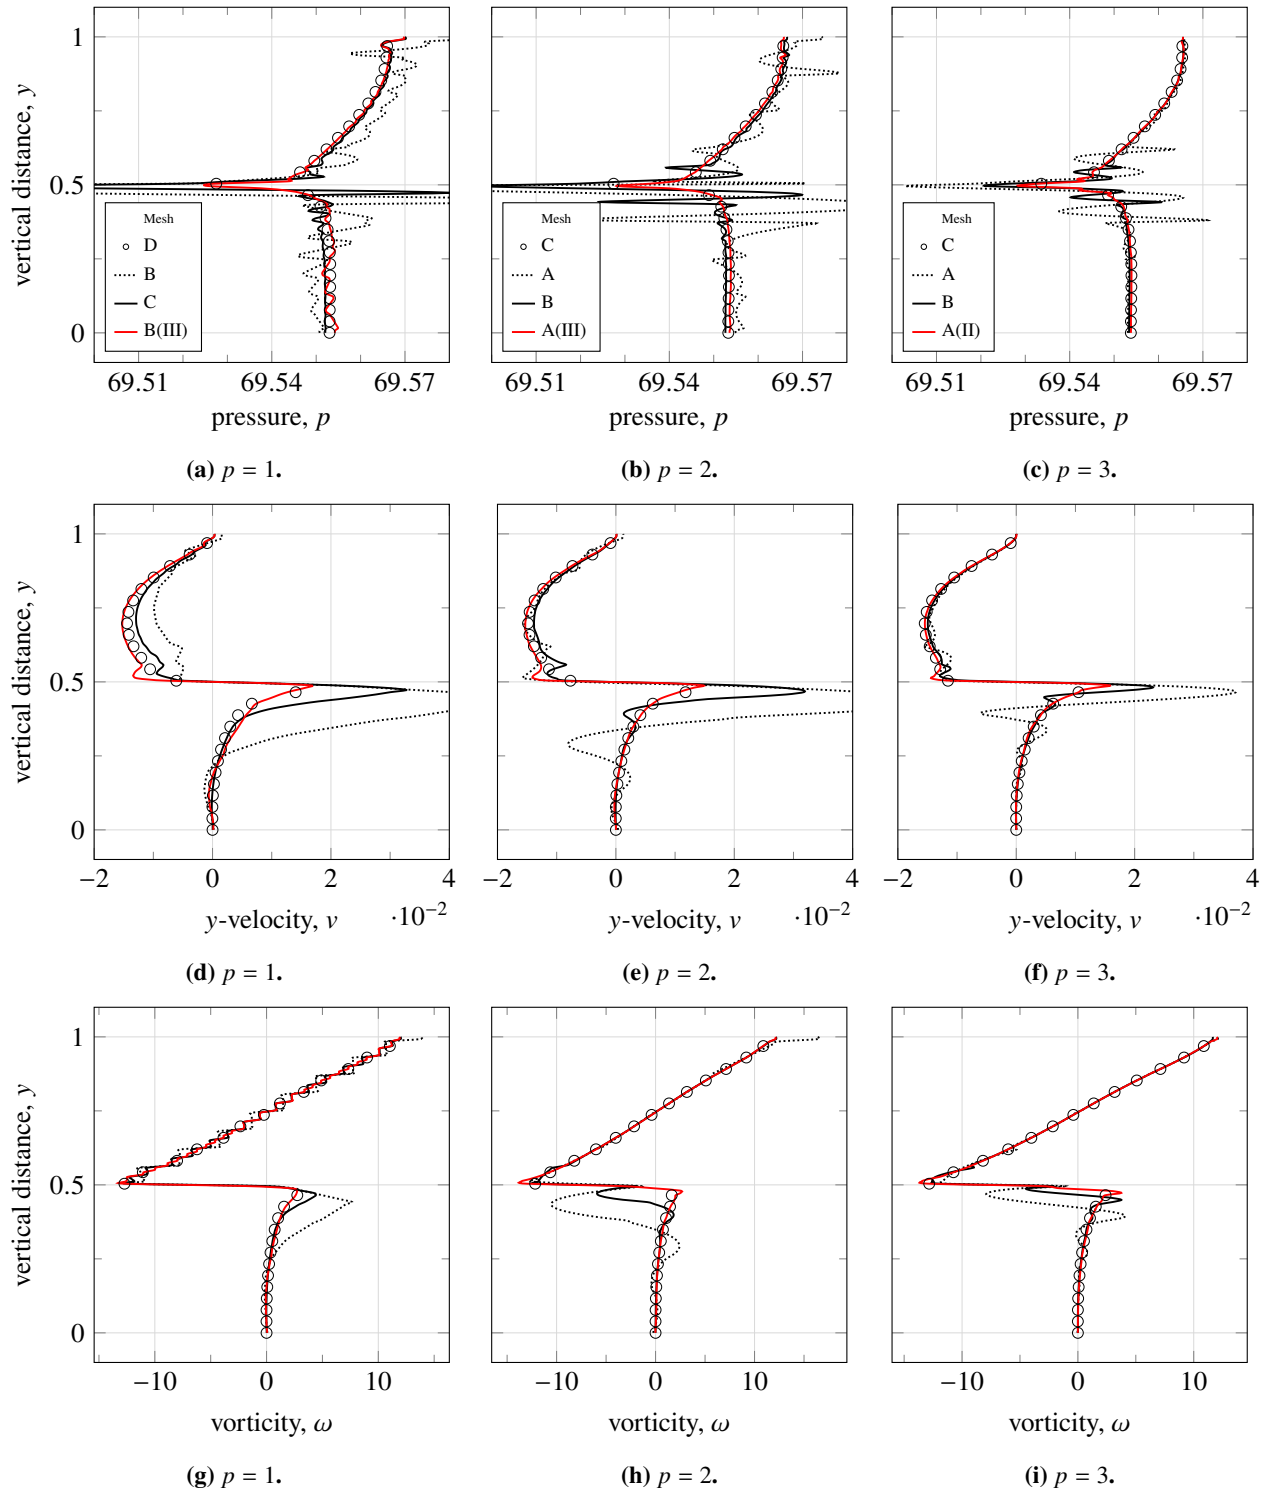 1
0.5
0
vertical distance, y
Mesh
D
B
C
B(III)
69.51
69.54
69.57
pressure, p
(a) p = 1.
1
0.5
0
Mesh
C
A
B
A(III)
69.51
69.54
69.57
pressure, p
(b) p = 2.
1
0.5
0
Mesh
C
A
B
A(II)
69.51
69.54
69.57
pressure, p
(c) p = 3.
1
0.5
0
vertical distance, y
−2
0
2
4
·10−2
y-velocity, v
(d) p = 1.
1
0.5
0
vertical distance, y
−2
0
2
4
·10−2
y-velocity, v
(e) p = 2.
1
0.5
0
vertical distance, y
−2
0
2
4
·10−2
y-velocity, v
(f) p = 3.
1
0.5
0
vertical distance, y
−10
0
10
vorticity, ω
(g) p = 1.
1
0.5
0
−10
0
10
vorticity, ω
(h) p = 2.
1
0.5
0
−10
0
10
vorticity, ω
(i) p = 3.